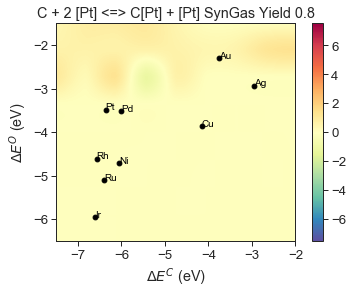 C + 2 [Pt] <=> C[Pt] + [Pt] SynGas Yield 0.8
−2
−3
−4
−5
−6
ΔE^O (eV)
Au
Ag
Pt
Pd
Cu
Rh
Ni
Ru
Ir
−7
−6
−5
−4
−3
−2
ΔE^C (eV)
6
4
2
0
−2
−4
−6